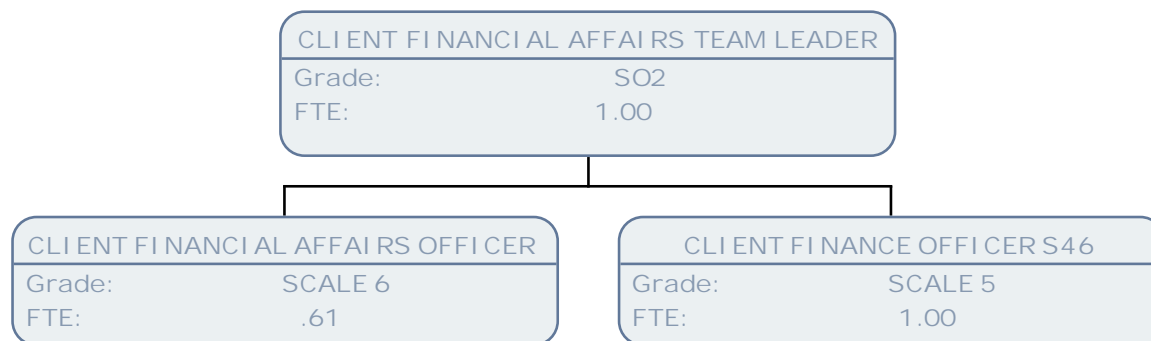 CLIENT FINANCIAL AFFAIRS TEAM LEADER
Grade: SO2
FTE: 1.00
CLIENT FINANCIAL AFFAIRS OFFICER
Grade: SCALE 6
FTE: .61
CLIENT FINANCE OFFICER S46
Grade: SCALE 5
FTE: 1.00